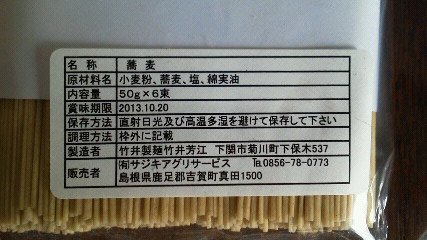 名 称 蕎麦
原材料名 小麦粉、蕎麦、塩、綿実油
内容量 50g×6束
賞味期限 2013.10.20
保存方法 直射日光及び高温多湿を避けて保存して下さい
調理方法 枠外に記載
製造者 竹井製麺竹井芳江 下関市菊川町下保木537
販売者 ㈲サジキアグリサービス ℡0856-78-0773
島根県鹿足郡吉賀町真田1500